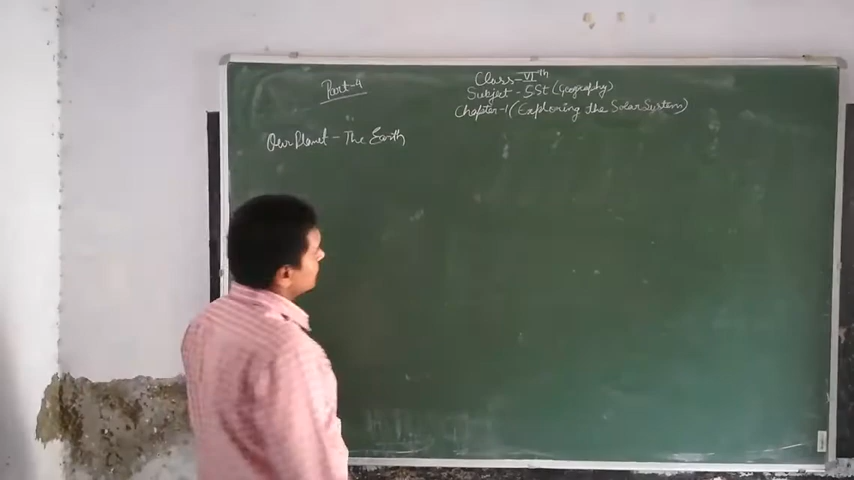 Part-4
Class-VIth
Subject - SSt (Geography)
Chapter-1 (Exploring the Solar System)
Our Planet - The Earth